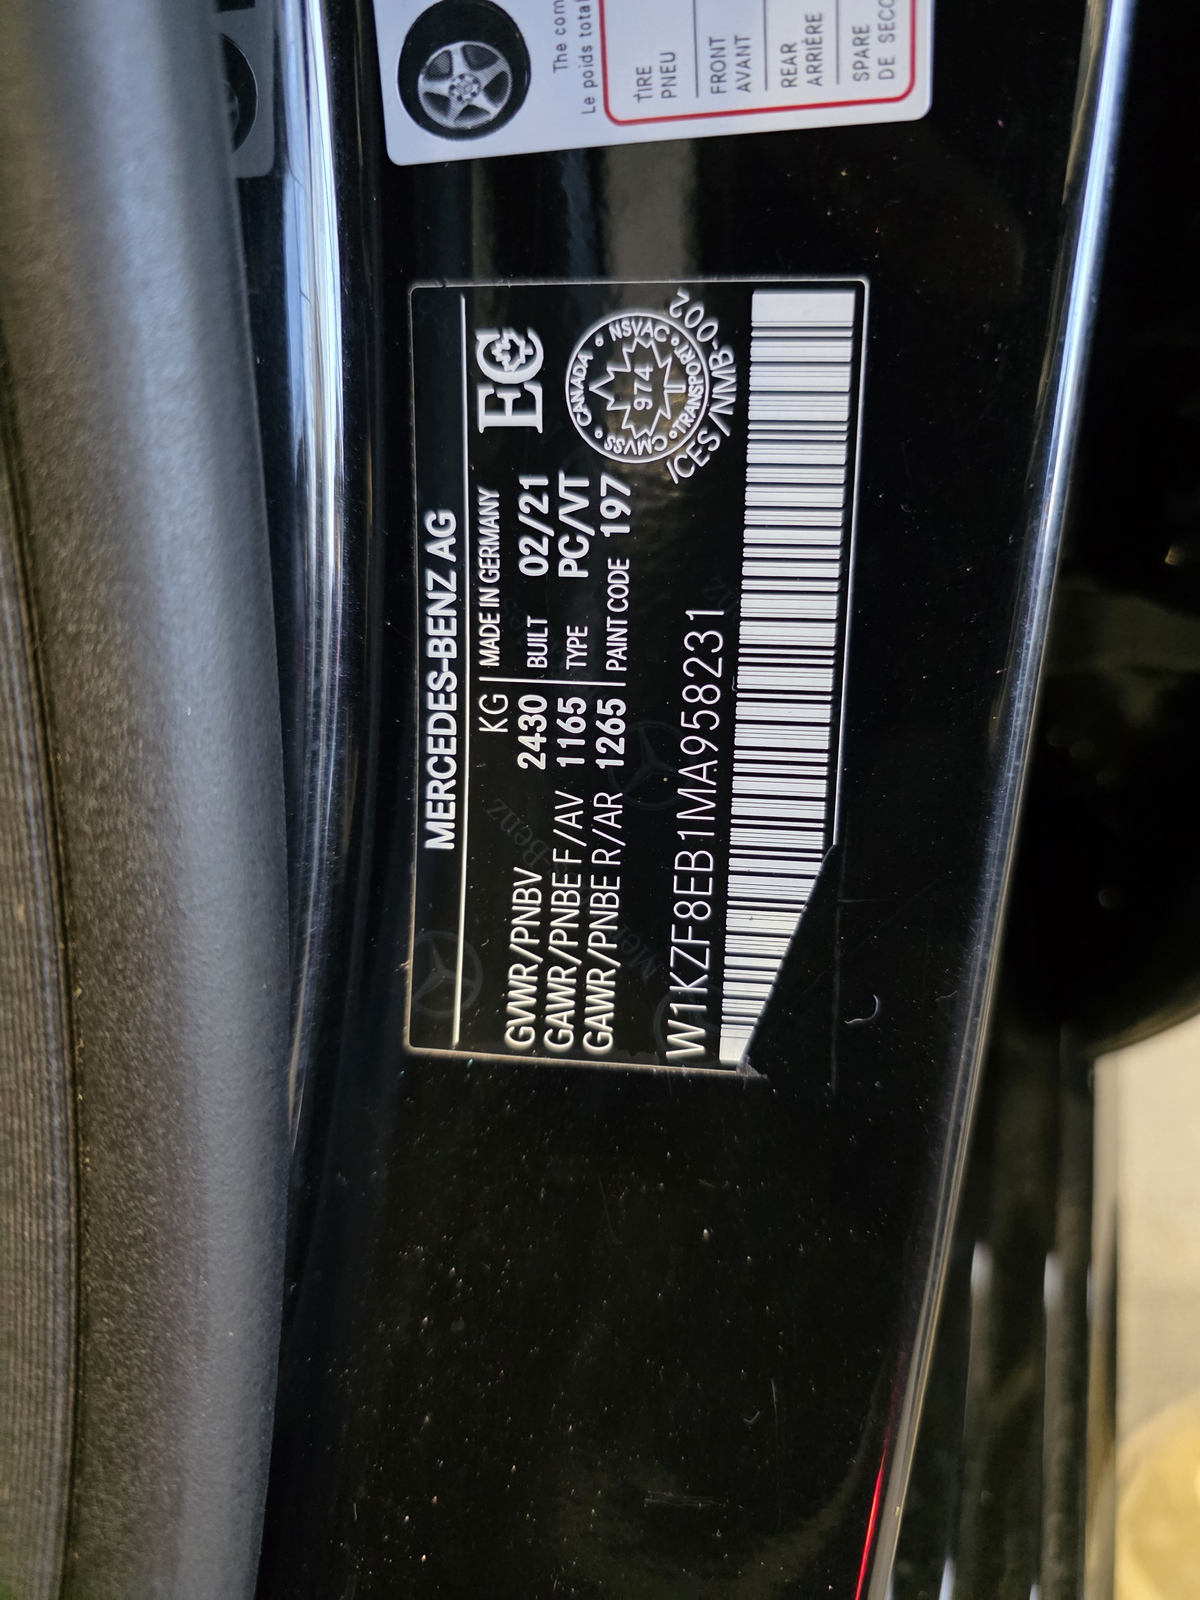 MERCEDES-BENZ AG
KG MADE IN GERMANY
GVWR/PNBV 2430 BUILT 02/21
GAWR/PNBE F/AV 1165 TYPE PC/VT
GAWR/PNBE R/AR 1265 PAINT CODE 197
EC
CANADA • NSVAC • TRANSPORT • CMVSS
974
ICES/NMB-002
W1KZF8EB1MA958231
The com
Le poids total
TIRE
PNEU
FRONT
AVANT
REAR
ARRIÈRE
SPARE
DE SECO